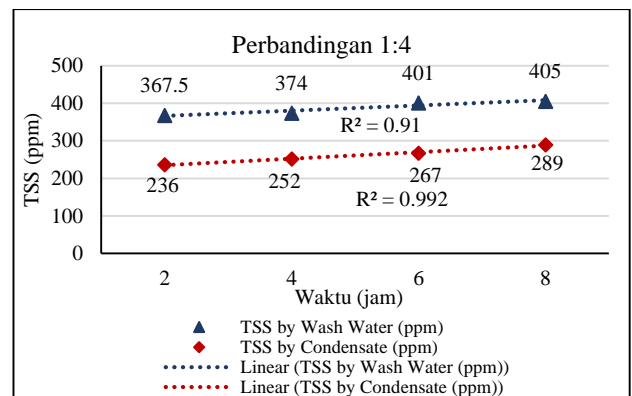 Perbandingan 1:4
TSS (ppm)
500
400
300
200
100
0
367.5
374
401
405
R² = 0.91
236
252
267
289
R² = 0.992
2
4
6
8
Waktu (jam)
TSS by Wash Water (ppm)
TSS by Condensate (ppm)
Linear (TSS by Wash Water (ppm))
Linear (TSS by Condensate (ppm))